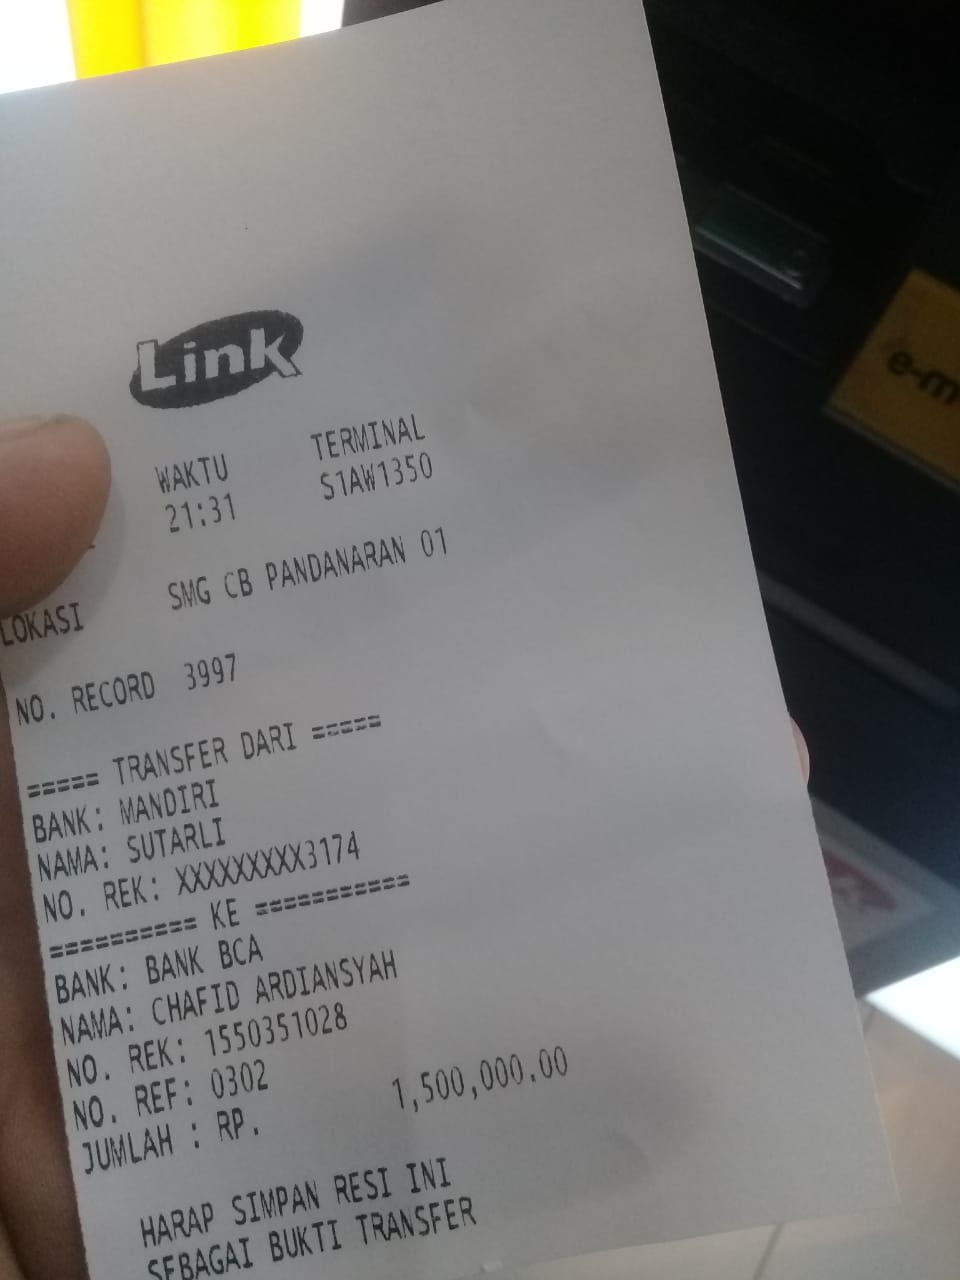 Link
WAKTU TERMINAL
21:31 S1AW1350
LOKASI SMG CB PANDANARAN 01
NO. RECORD 3997
===== TRANSFER DARI =====
BANK: MANDIRI
NAMA: SUTARLI
NO. REK: XXXXXXXXX3174
========== KE ===========
BANK: BANK BCA
NAMA: CHAFID ARDIANSYAH
NO. REK: 1550351028
NO. REF: 0302
JUMLAH : RP. 1,500,000.00
HARAP SIMPAN RESI INI
SEBAGAI BUKTI TRANSFER
e-m